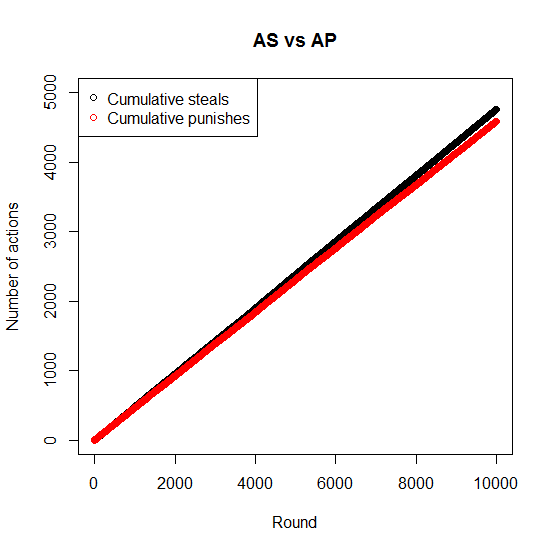 AS vs AP
Cumulative steals
Cumulative punishes
Number of actions
5000
4000
3000
2000
1000
0
0 2000 4000 6000 8000 10000
Round